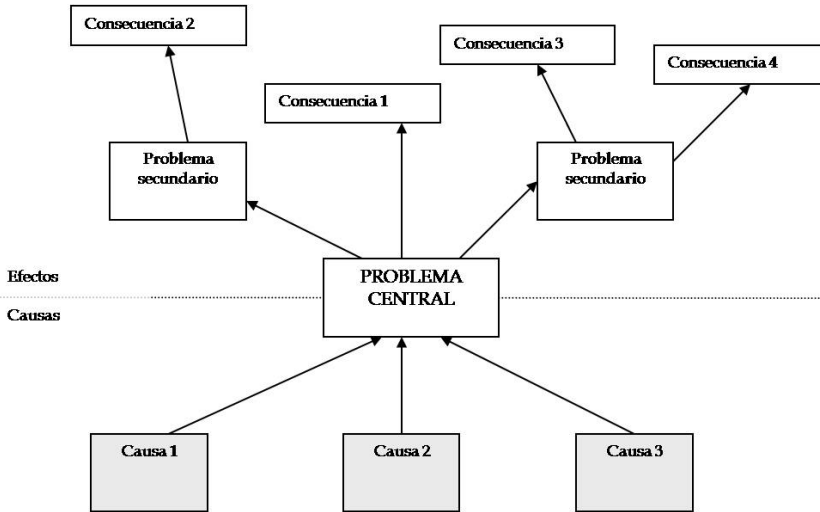 Consecuencia 2
Consecuencia 3
Consecuencia 4
Consecuencia 1
Problema
secundario
Problema
secundario
PROBLEMA
CENTRAL
Efectos
Causas
Causa 1
Causa 2
Causa 3